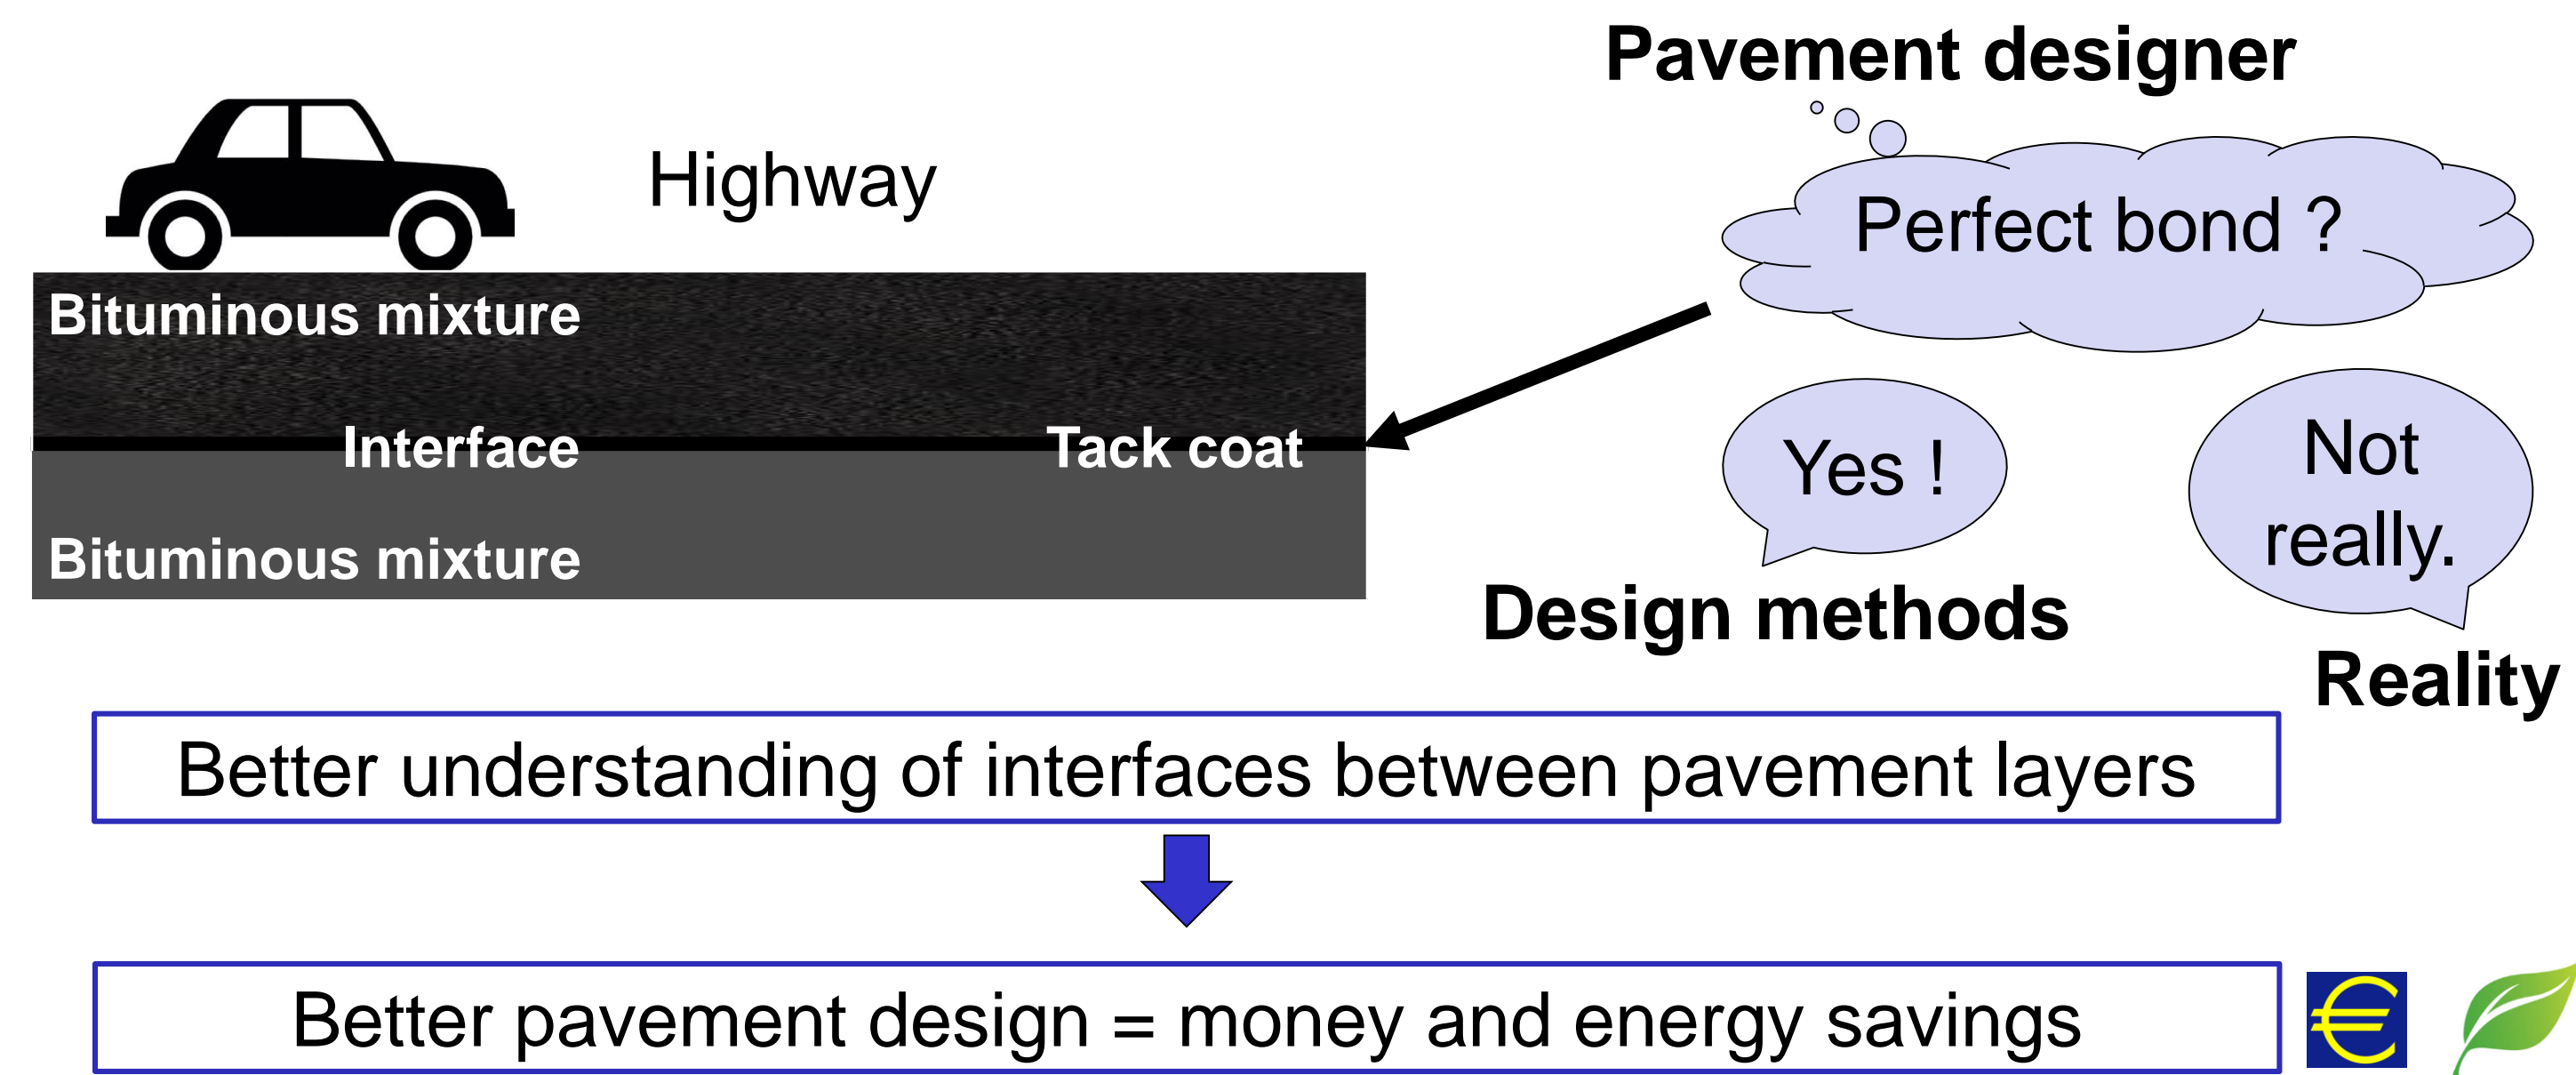 Pavement designer
Highway
Perfect bond ?
Bituminous mixture
Interface
Tack coat
Bituminous mixture
Yes !
Not
really.
Design methods
Reality
Better understanding of interfaces between pavement layers
Better pavement design = money and energy savings
€